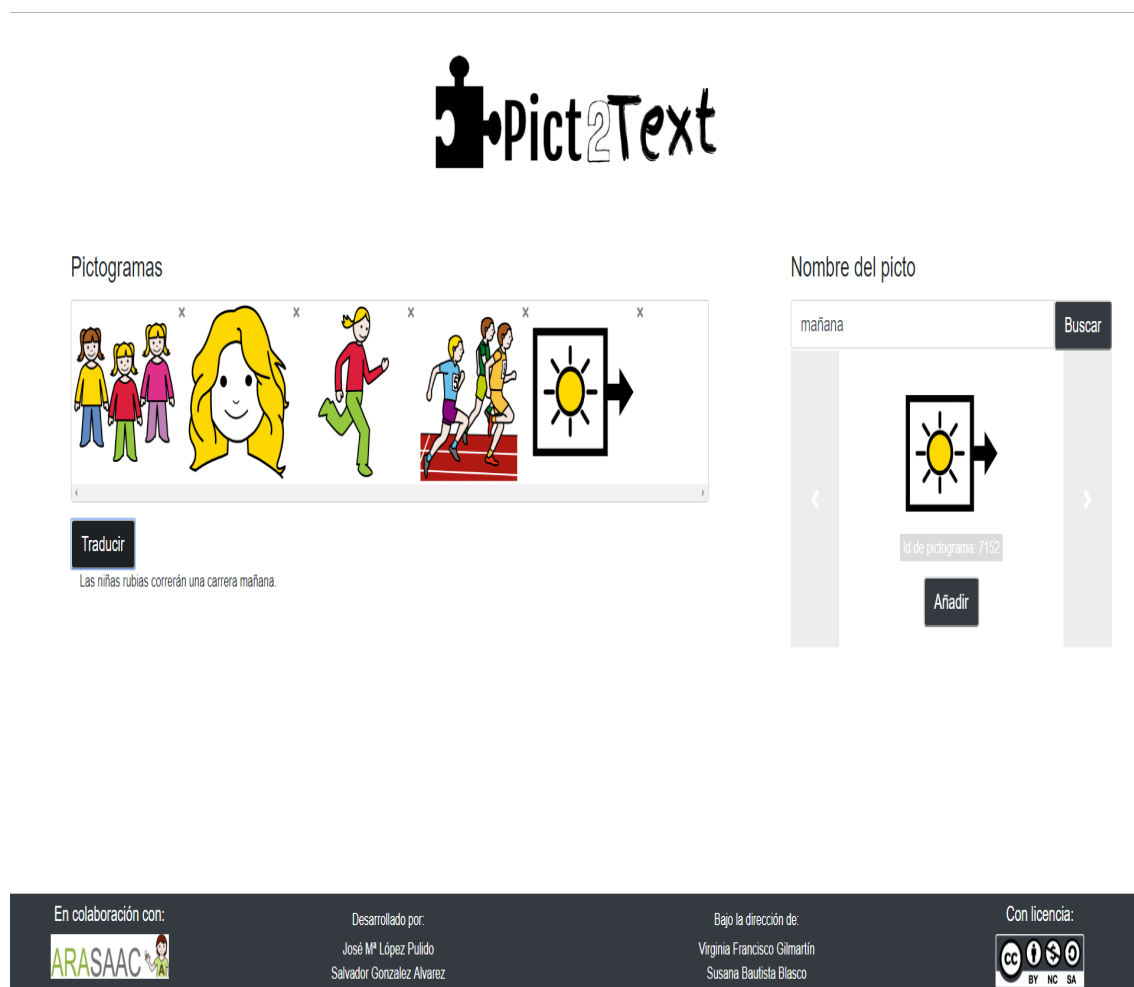 Pict2Text
Pictogramas
Nombre del picto
x x x x x
mañana
Buscar
5
Id de pictograma: 7152
Añadir
Traducir
Las niñas rubias correrán una carrera mañana.
En colaboración con:
ARASAAC
A
Desarrollado por:
José Mª López Pulido
Salvador Gonzalez Alvarez
Bajo la dirección de:
Virginia Francisco Gilmartín
Susana Bautista Blasco
Con licencia:
cc
BY NC SA